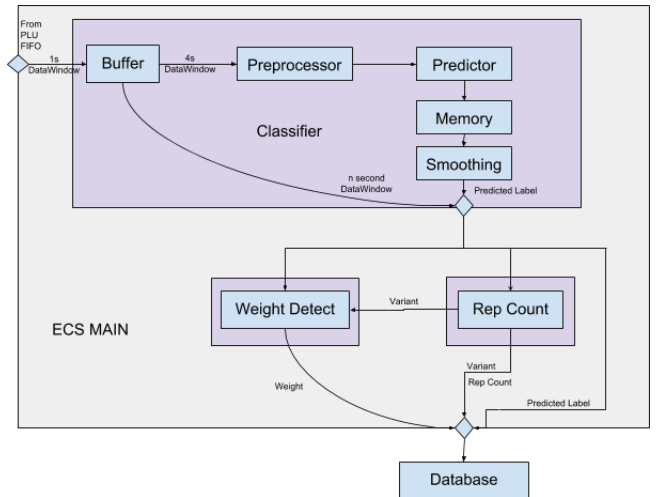 From
PLU
FIFO
1s
DataWindow
Buffer
4s
DataWindow
Preprocessor
Predictor
Memory
Classifier
Smoothing
n second
DataWindow
Predicted Label
Weight Detect
Variant
Rep Count
ECS MAIN
Variant
Rep Count
Weight
Predicted Label
Database